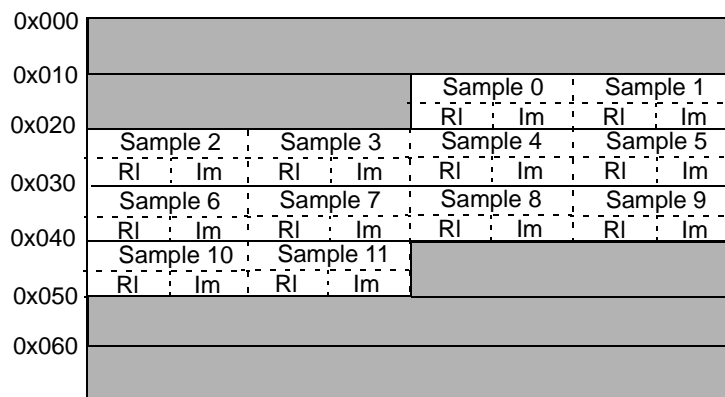 0x000
0x010
Sample 0 Sample 1
Rl Im Rl Im
0x020
Sample 2 Sample 3 Sample 4 Sample 5
Rl Im Rl Im Rl Im Rl Im
0x030
Sample 6 Sample 7 Sample 8 Sample 9
Rl Im Rl Im Rl Im Rl Im
0x040
Sample 10 Sample 11
Rl Im Rl Im
0x050
0x060